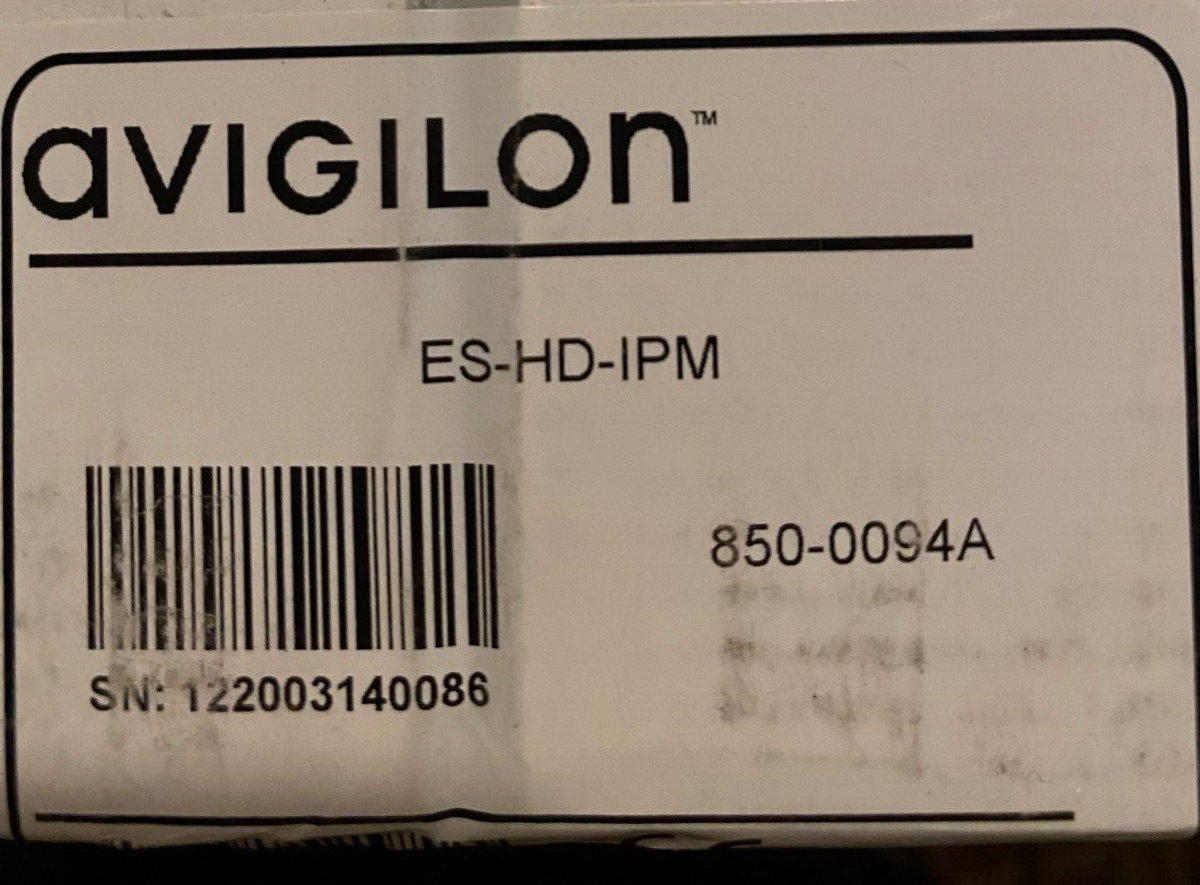 aVIGILOn™
ES-HD-IPM
850-0094A
SN: 122003140086